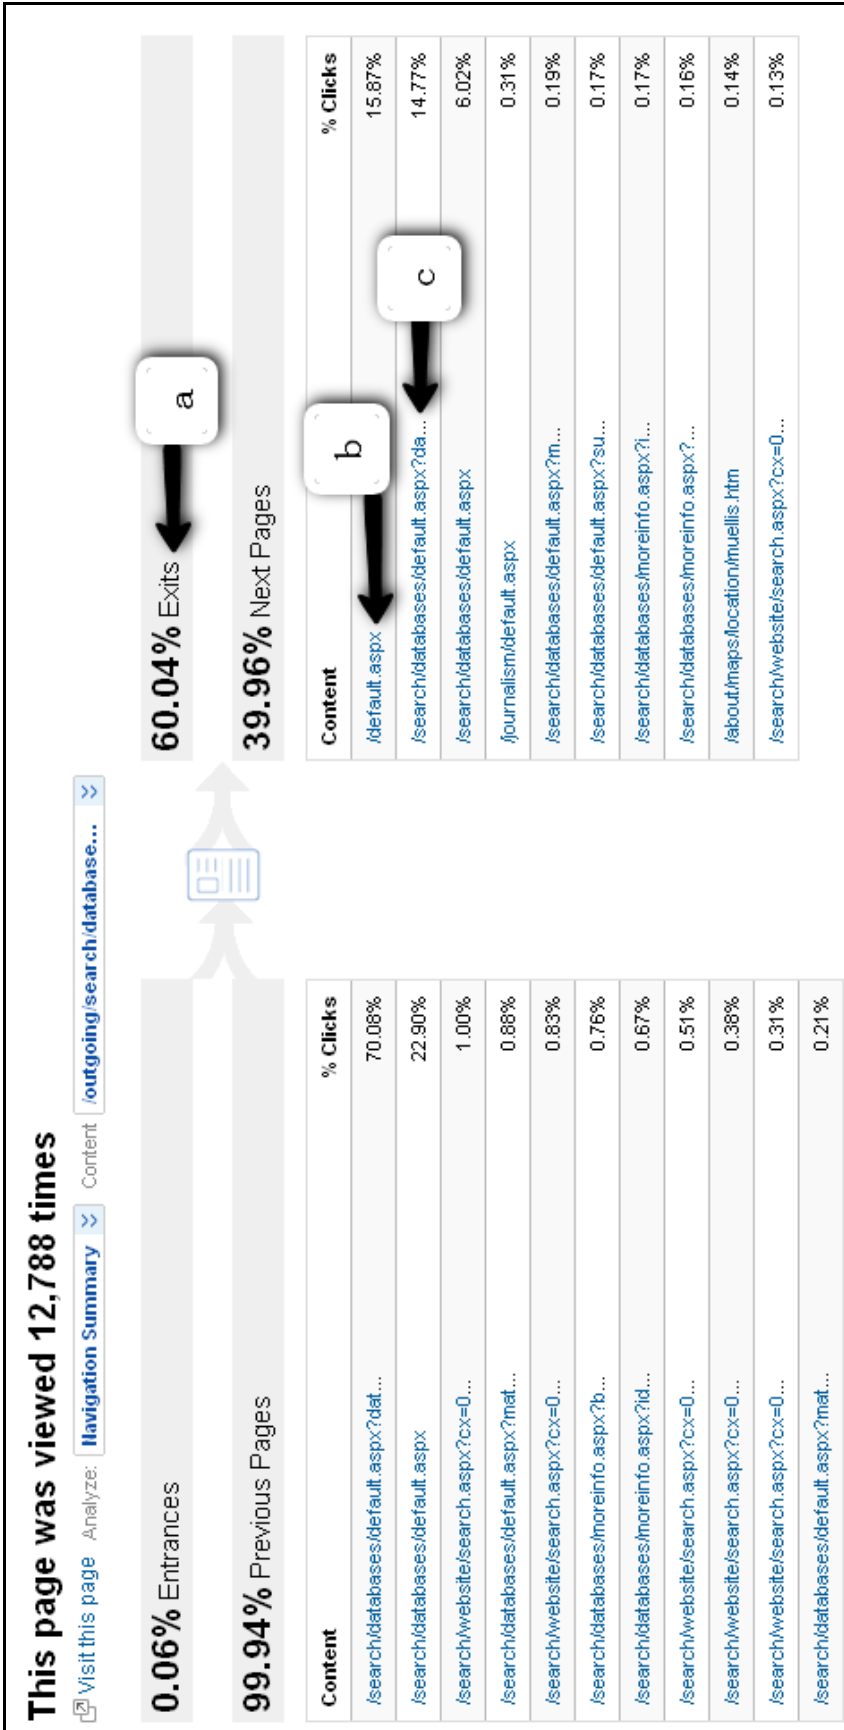 This page was viewed 12,788 times
Visit this page Analyze: Navigation Summary Content /outgoing/search/database...
0.06% Entrances
99.94% Previous Pages
Content % Clicks
/search/databases/default.aspx?dat... 70.08%
/search/databases/default.aspx 22.90%
/search/website/search.aspx?cx=0... 1.00%
/search/databases/default.aspx?mat... 0.88%
/search/website/search.aspx?cx=0... 0.83%
/search/databases/moreinfo.aspx?b... 0.76%
/search/databases/moreinfo.aspx?id... 0.67%
/search/website/search.aspx?cx=0... 0.51%
/search/website/search.aspx?cx=0... 0.38%
/search/website/search.aspx?cx=0... 0.31%
/search/databases/default.aspx?mat... 0.21%
60.04% Exits
a
39.96% Next Pages
Content % Clicks
b
/default.aspx 15.87%
/search/databases/default.aspx?da... 14.77%
c
/search/databases/default.aspx 6.02%
/journalism/default.aspx 0.31%
/search/databases/default.aspx?m... 0.19%
/search/databases/default.aspx?su... 0.17%
/search/databases/moreinfo.aspx?i... 0.17%
/search/databases/moreinfo.aspx?... 0.16%
/about/maps/location/muellis.htm 0.14%
/search/website/search.aspx?cx=0... 0.13%